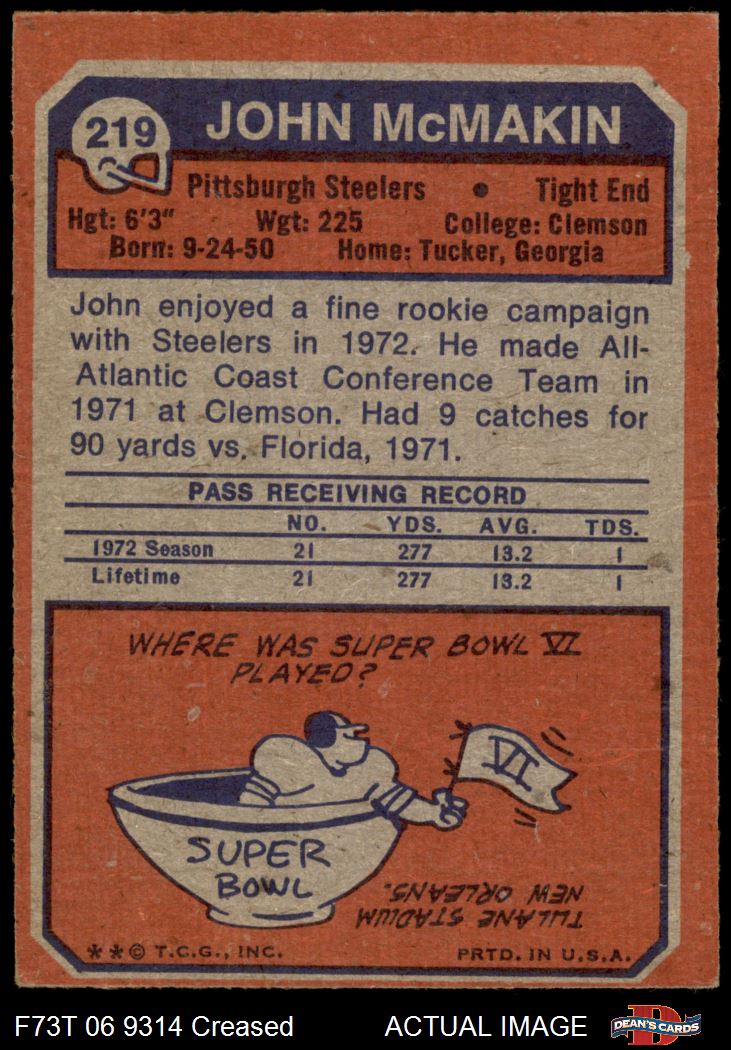 219
JOHN McMAKIN
Pittsburgh Steelers • Tight End
Hgt: 6'3" Wgt: 225 College: Clemson
Born: 9-24-50 Home: Tucker, Georgia
John enjoyed a fine rookie campaign
with Steelers in 1972. He made All-
Atlantic Coast Conference Team in
1971 at Clemson. Had 9 catches for
90 yards vs. Florida, 1971.
PASS RECEIVING RECORD
NO. YDS. AVG. TDS.
1972 Season 21 277 13.2 1
Lifetime 21 277 13.2 1
WHERE WAS SUPER BOWL VI
PLAYED?
VI
SUPER
BOWL
TULANE STADIUM
NEW ORLEANS.
**© T.C.G., INC. PRTD. IN U.S.A.
F73T 06 9314 Creased ACTUAL IMAGE
D
DEAN'S CARDS